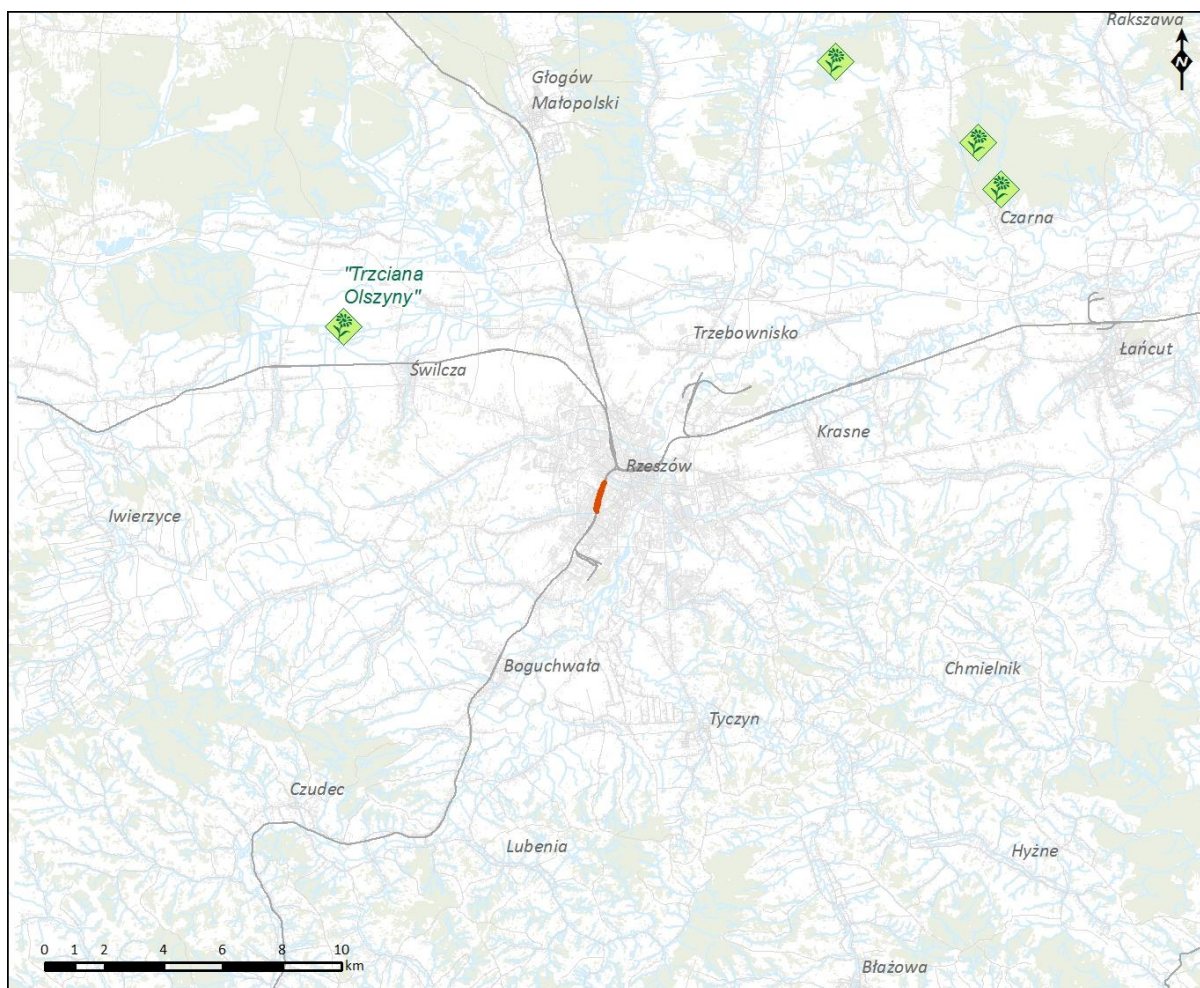 Rakszawa
N
Głogów
Małopolski
Czarna
"Trzciana
Olszyny"
Trzebownisko
Łańcut
Świlcza
Krasne
Rzeszów
Iwierzyce
Boguchwała
Chmielnik
Tyczyn
Czudec
Lubenia
Hyżne
0 1 2 4 6 8 10
km
Błażowa